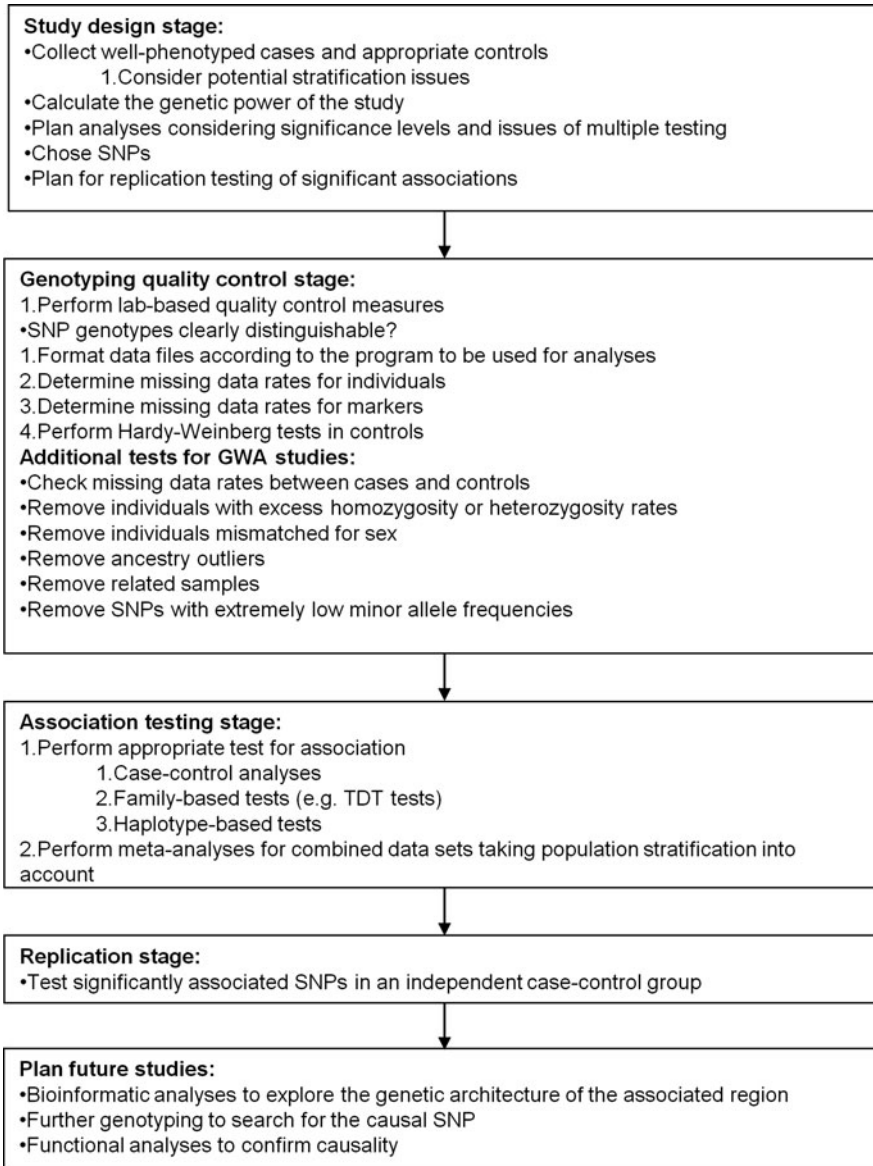 Study design stage:
•Collect well-phenotyped cases and appropriate controls
1.Consider potential stratification issues
•Calculate the genetic power of the study
•Plan analyses considering significance levels and issues of multiple testing
•Chose SNPs
•Plan for replication testing of significant associations
Genotyping quality control stage:
1.Perform lab-based quality control measures
•SNP genotypes clearly distinguishable?
1.Format data files according to the program to be used for analyses
2.Determine missing data rates for individuals
3.Determine missing data rates for markers
4.Perform Hardy-Weinberg tests in controls
Additional tests for GWA studies:
•Check missing data rates between cases and controls
•Remove individuals with excess homozygosity or heterozygosity rates
•Remove individuals mismatched for sex
•Remove ancestry outliers
•Remove related samples
•Remove SNPs with extremely low minor allele frequencies
Association testing stage:
1.Perform appropriate test for association
1.Case-control analyses
2.Family-based tests (e.g. TDT tests)
3.Haplotype-based tests
2.Perform meta-analyses for combined data sets taking population stratification into
account
Replication stage:
•Test significantly associated SNPs in an independent case-control group
Plan future studies:
•Bioinformatic analyses to explore the genetic architecture of the associated region
•Further genotyping to search for the causal SNP
•Functional analyses to confirm causality